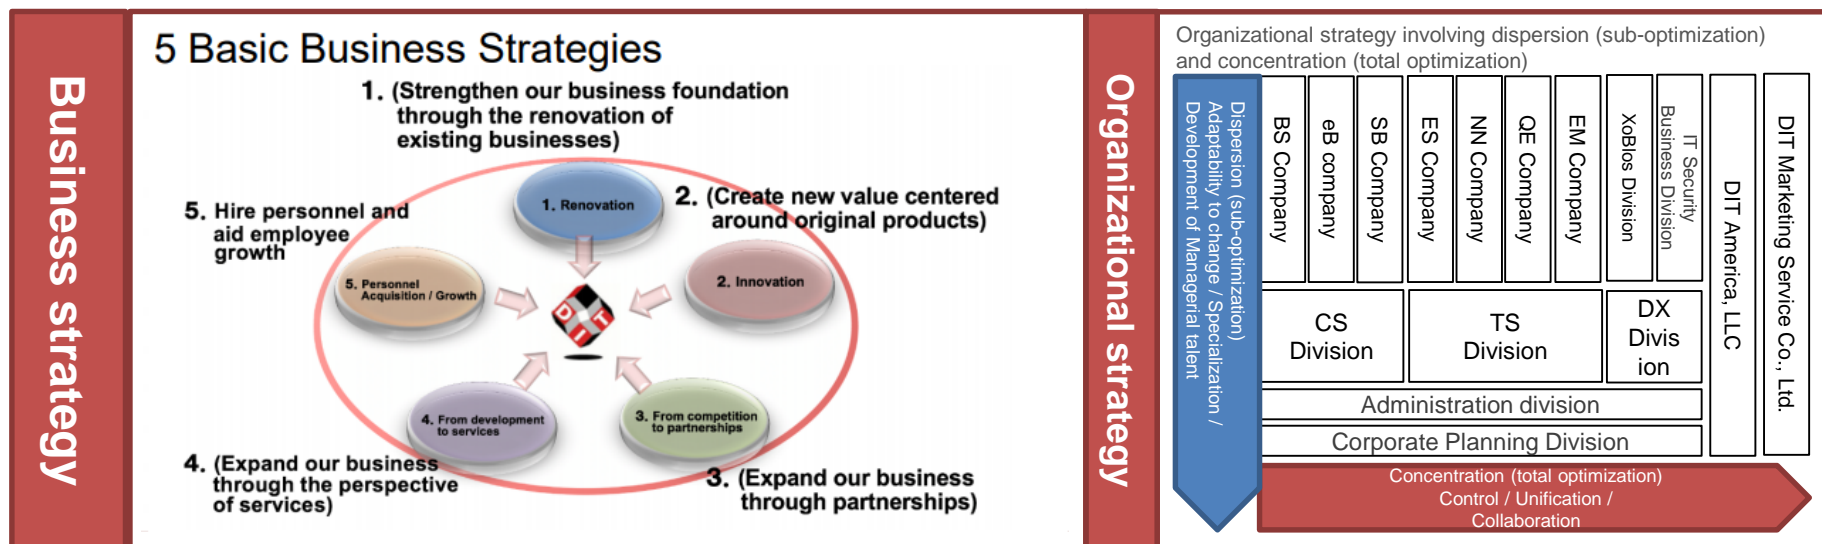 Business strategy
5 Basic Business Strategies
1. (Strengthen our business foundation
through the renovation of
existing businesses)
1. Renovation
2. (Create new value centered
around original products)
2. Innovation
5. Hire personnel and
aid employee
growth
5. Personnel
Acquisition / Growth
DIT
4. From development
to services
3. From competition
to partnerships
4. (Expand our business
through the perspective
of services)
3. (Expand our business
through partnerships)
Organizational strategy
Organizational strategy involving dispersion (sub-optimization)
and concentration (total optimization)
Dispersion (sub-optimization)
Adaptability to change / Specialization /
Development of Managerial talent
BS Company
eB company
SB Company
ES Company
NN Company
QE Company
EM Company
XoBlos Division
IT Security
Business Division
DIT America, LLC
DIT Marketing Service Co., Ltd.
CS
Division
TS
Division
DX
Divis
ion
Administration division
Corporate Planning Division
Concentration (total optimization)
Control / Unification /
Collaboration